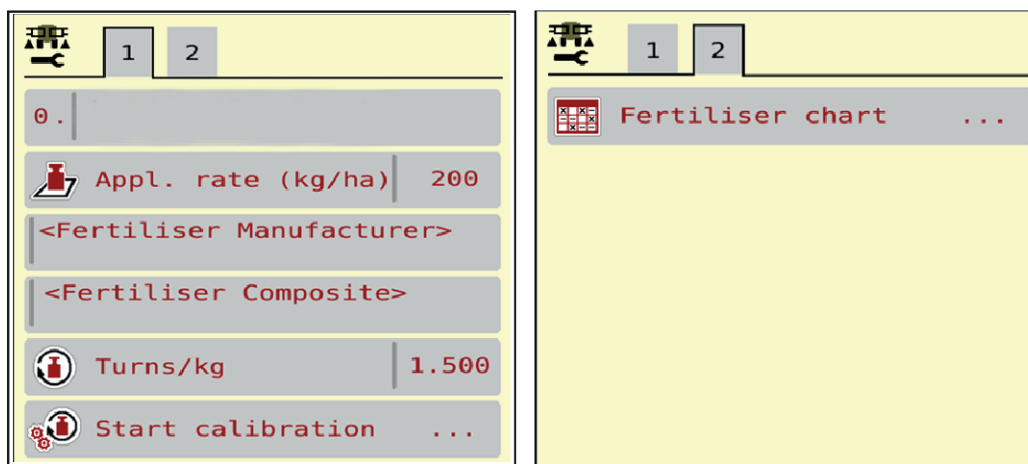 1 2
0.
Appl. rate (kg/ha) 200
<Fertiliser Manufacturer>
<Fertiliser Composite>
Turns/kg 1.500
Start calibration ...
1 2
Fertiliser chart ...